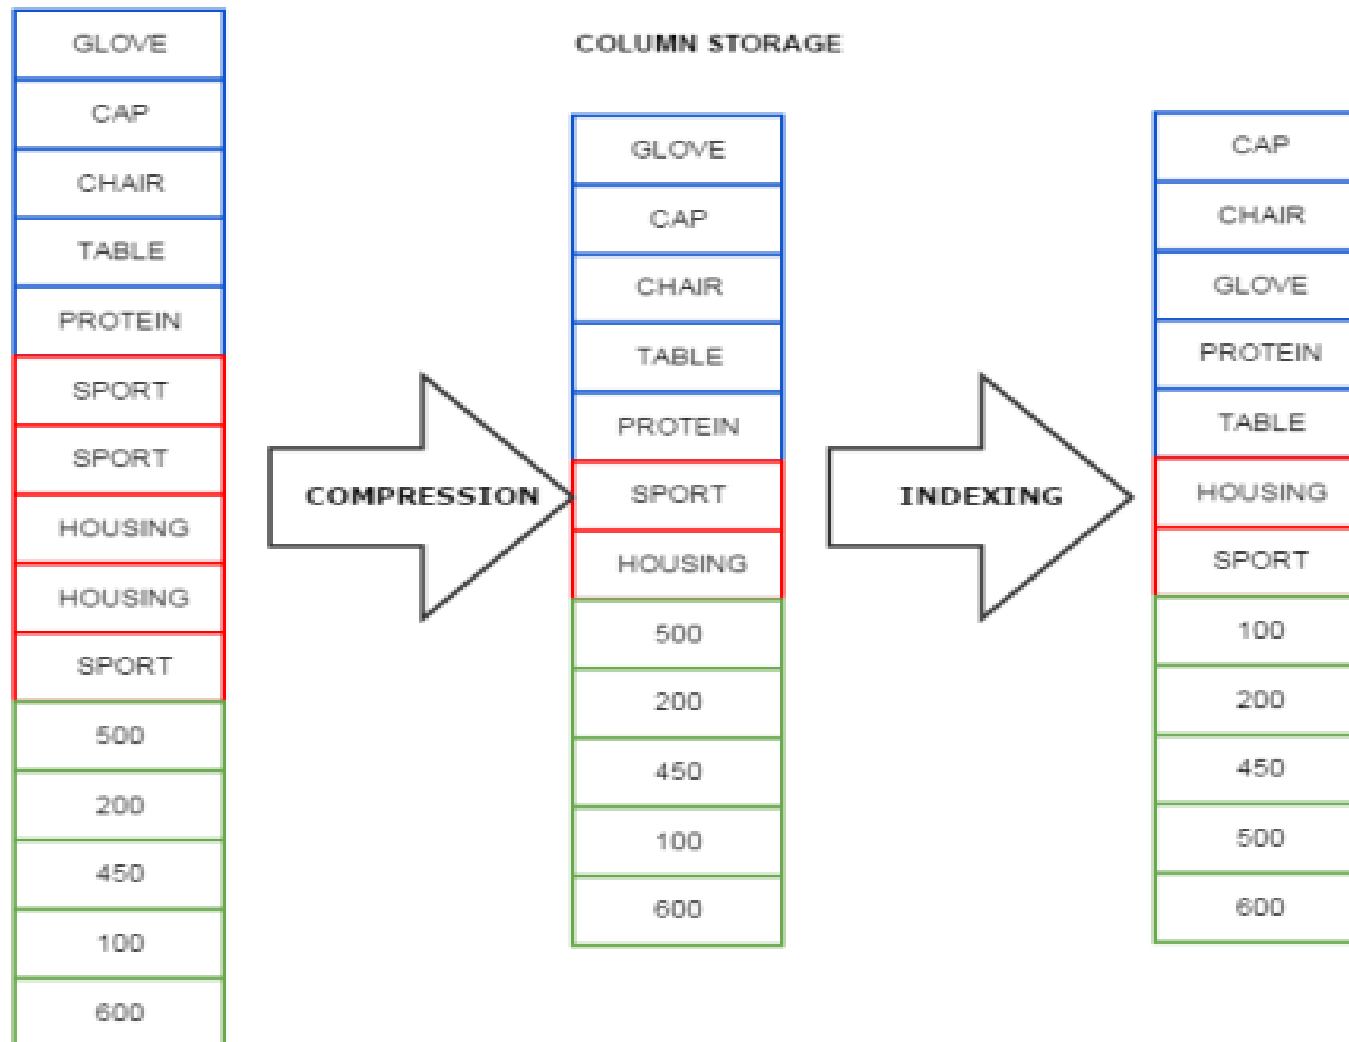 COLUMN STORAGE
GLOVE
CAP
CHAIR
TABLE
PROTEIN
SPORT
SPORT
HOUSING
HOUSING
SPORT
500
200
450
100
600
COMPRESSION
GLOVE
CAP
CHAIR
TABLE
PROTEIN
SPORT
HOUSING
500
200
450
100
600
INDEXING
CAP
CHAIR
GLOVE
PROTEIN
TABLE
HOUSING
SPORT
100
200
450
500
600